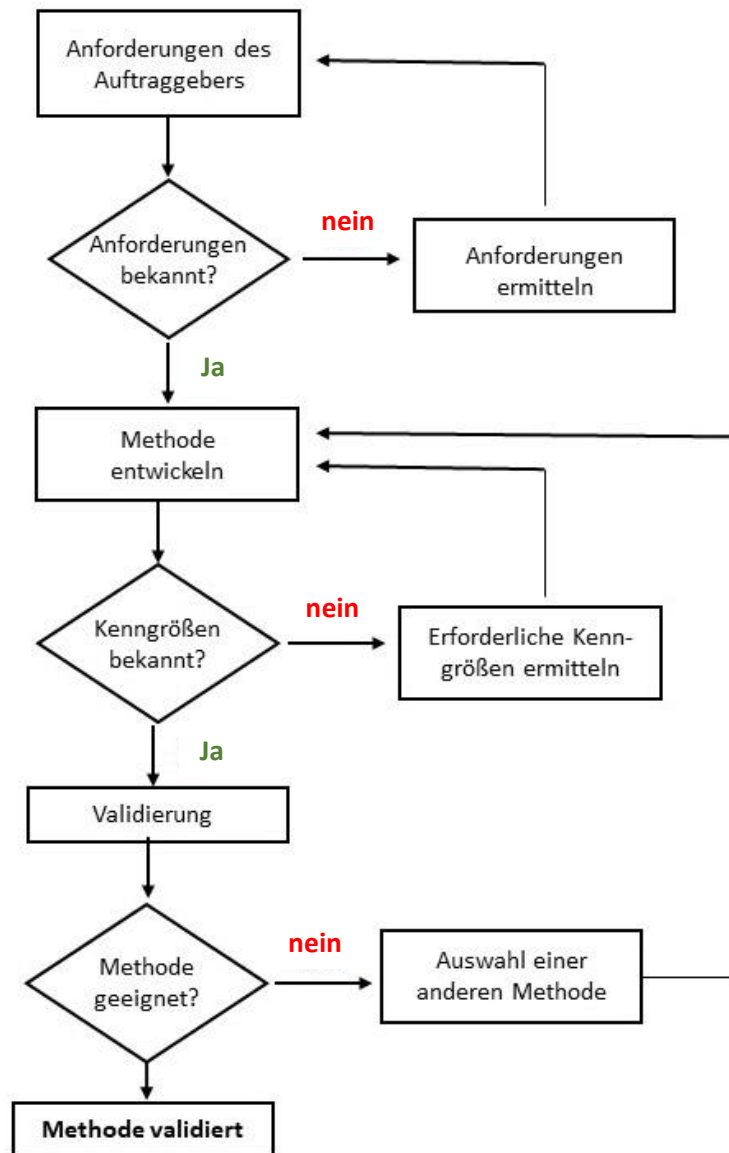 Anforderungen des
Auftraggebers
Anforderungen
bekannt?
nein
Anforderungen
ermitteln
Ja
Methode
entwickeln
Kenngrößen
bekannt?
nein
Erforderliche Kenn-
größen ermitteln
Ja
Validierung
Methode
geeignet?
nein
Auswahl einer
anderen Methode
Methode validiert